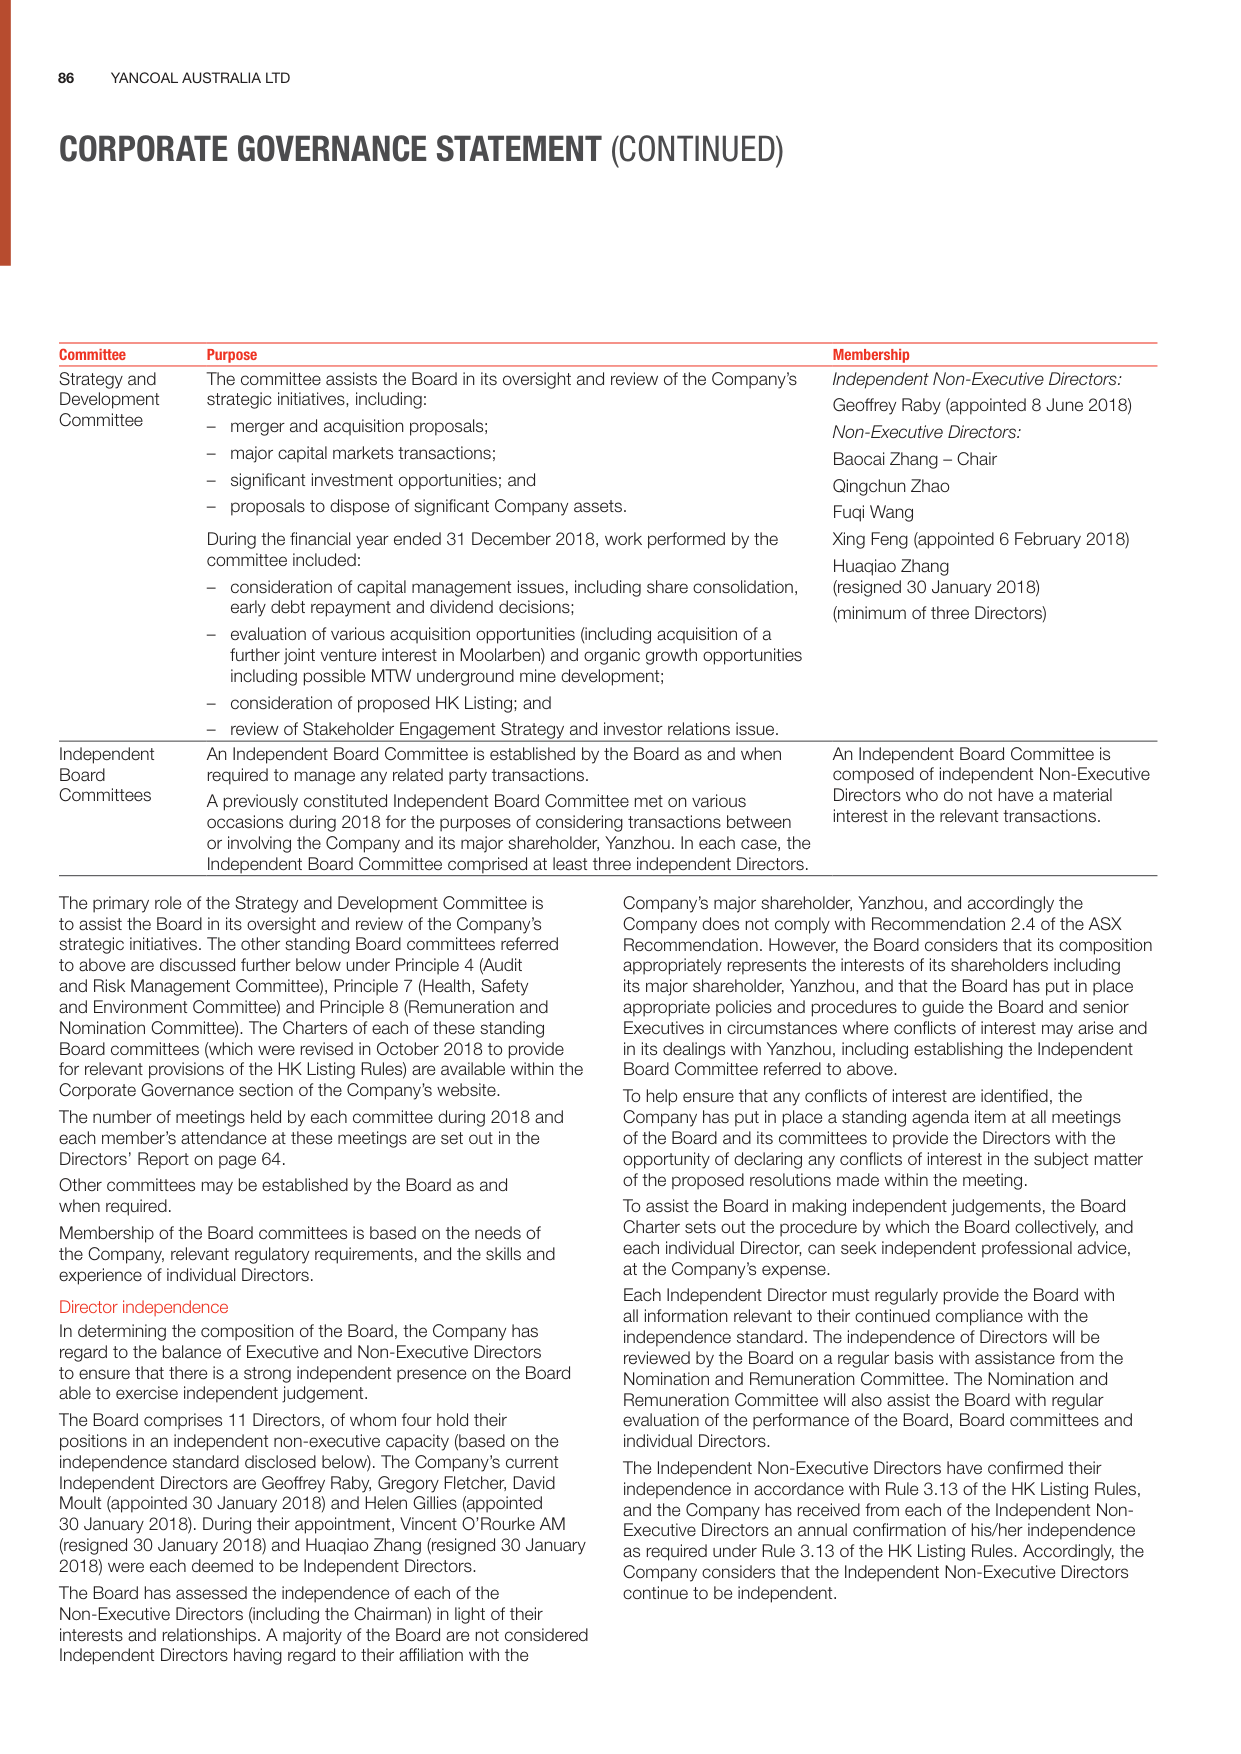 86 YANCOAL AUSTRALIA LTD
CORPORATE GOVERNANCE STATEMENT (CONTINUED)
Committee Purpose Membership
Strategy and
Development
Committee
The committee assists the Board in its oversight and review of the Company's
strategic initiatives, including:
– merger and acquisition proposals;
– major capital markets transactions;
– significant investment opportunities; and
– proposals to dispose of significant Company assets.
During the financial year ended 31 December 2018, work performed by the
committee included:
– consideration of capital management issues, including share consolidation,
early debt repayment and dividend decisions;
– evaluation of various acquisition opportunities (including acquisition of a
further joint venture interest in Moolarben) and organic growth opportunities
including possible MTW underground mine development;
– consideration of proposed HK Listing; and
– review of Stakeholder Engagement Strategy and investor relations issue.
Independent Non-Executive Directors:
Geoffrey Raby (appointed 8 June 2018)
Non-Executive Directors:
Baocai Zhang – Chair
Qingchun Zhao
Fuqi Wang
Xing Feng (appointed 6 February 2018)
Huaqiao Zhang
(resigned 30 January 2018)
(minimum of three Directors)
Independent
Board
Committees
An Independent Board Committee is established by the Board as and when
required to manage any related party transactions.
A previously constituted Independent Board Committee met on various
occasions during 2018 for the purposes of considering transactions between
or involving the Company and its major shareholder, Yanzhou. In each case, the
Independent Board Committee comprised at least three independent Directors.
An Independent Board Committee is
composed of independent Non-Executive
Directors who do not have a material
interest in the relevant transactions.
The primary role of the Strategy and Development Committee is
to assist the Board in its oversight and review of the Company's
strategic initiatives. The other standing Board committees referred
to above are discussed further below under Principle 4 (Audit
and Risk Management Committee), Principle 7 (Health, Safety
and Environment Committee) and Principle 8 (Remuneration and
Nomination Committee). The Charters of each of these standing
Board committees (which were revised in October 2018 to provide
for relevant provisions of the HK Listing Rules) are available within the
Corporate Governance section of the Company's website.
The number of meetings held by each committee during 2018 and
each member's attendance at these meetings are set out in the
Directors' Report on page 64.
Other committees may be established by the Board as and
when required.
Membership of the Board committees is based on the needs of
the Company, relevant regulatory requirements, and the skills and
experience of individual Directors.
Director independence
In determining the composition of the Board, the Company has
regard to the balance of Executive and Non-Executive Directors
to ensure that there is a strong independent presence on the Board
able to exercise independent judgement.
The Board comprises 11 Directors, of whom four hold their
positions in an independent non-executive capacity (based on the
independence standard disclosed below). The Company's current
Independent Directors are Geoffrey Raby, Gregory Fletcher, David
Moult (appointed 30 January 2018) and Helen Gillies (appointed
30 January 2018). During their appointment, Vincent O'Rourke AM
(resigned 30 January 2018) and Huaqiao Zhang (resigned 30 January
2018) were each deemed to be Independent Directors.
The Board has assessed the independence of each of the
Non-Executive Directors (including the Chairman) in light of their
interests and relationships. A majority of the Board are not considered
Independent Directors having regard to their affiliation with the
Company's major shareholder, Yanzhou, and accordingly the
Company does not comply with Recommendation 2.4 of the ASX
Recommendation. However, the Board considers that its composition
appropriately represents the interests of its shareholders including
its major shareholder, Yanzhou, and that the Board has put in place
appropriate policies and procedures to guide the Board and senior
Executives in circumstances where conflicts of interest may arise and
in its dealings with Yanzhou, including establishing the Independent
Board Committee referred to above.
To help ensure that any conflicts of interest are identified, the
Company has put in place a standing agenda item at all meetings
of the Board and its committees to provide the Directors with the
opportunity of declaring any conflicts of interest in the subject matter
of the proposed resolutions made within the meeting.
To assist the Board in making independent judgements, the Board
Charter sets out the procedure by which the Board collectively, and
each individual Director, can seek independent professional advice,
at the Company's expense.
Each Independent Director must regularly provide the Board with
all information relevant to their continued compliance with the
independence standard. The independence of Directors will be
reviewed by the Board on a regular basis with assistance from the
Nomination and Remuneration Committee. The Nomination and
Remuneration Committee will also assist the Board with regular
evaluation of the performance of the Board, Board committees and
individual Directors.
The Independent Non-Executive Directors have confirmed their
independence in accordance with Rule 3.13 of the HK Listing Rules,
and the Company has received from each of the Independent Non-
Executive Directors an annual confirmation of his/her independence
as required under Rule 3.13 of the HK Listing Rules. Accordingly, the
Company considers that the Independent Non-Executive Directors
continue to be independent.